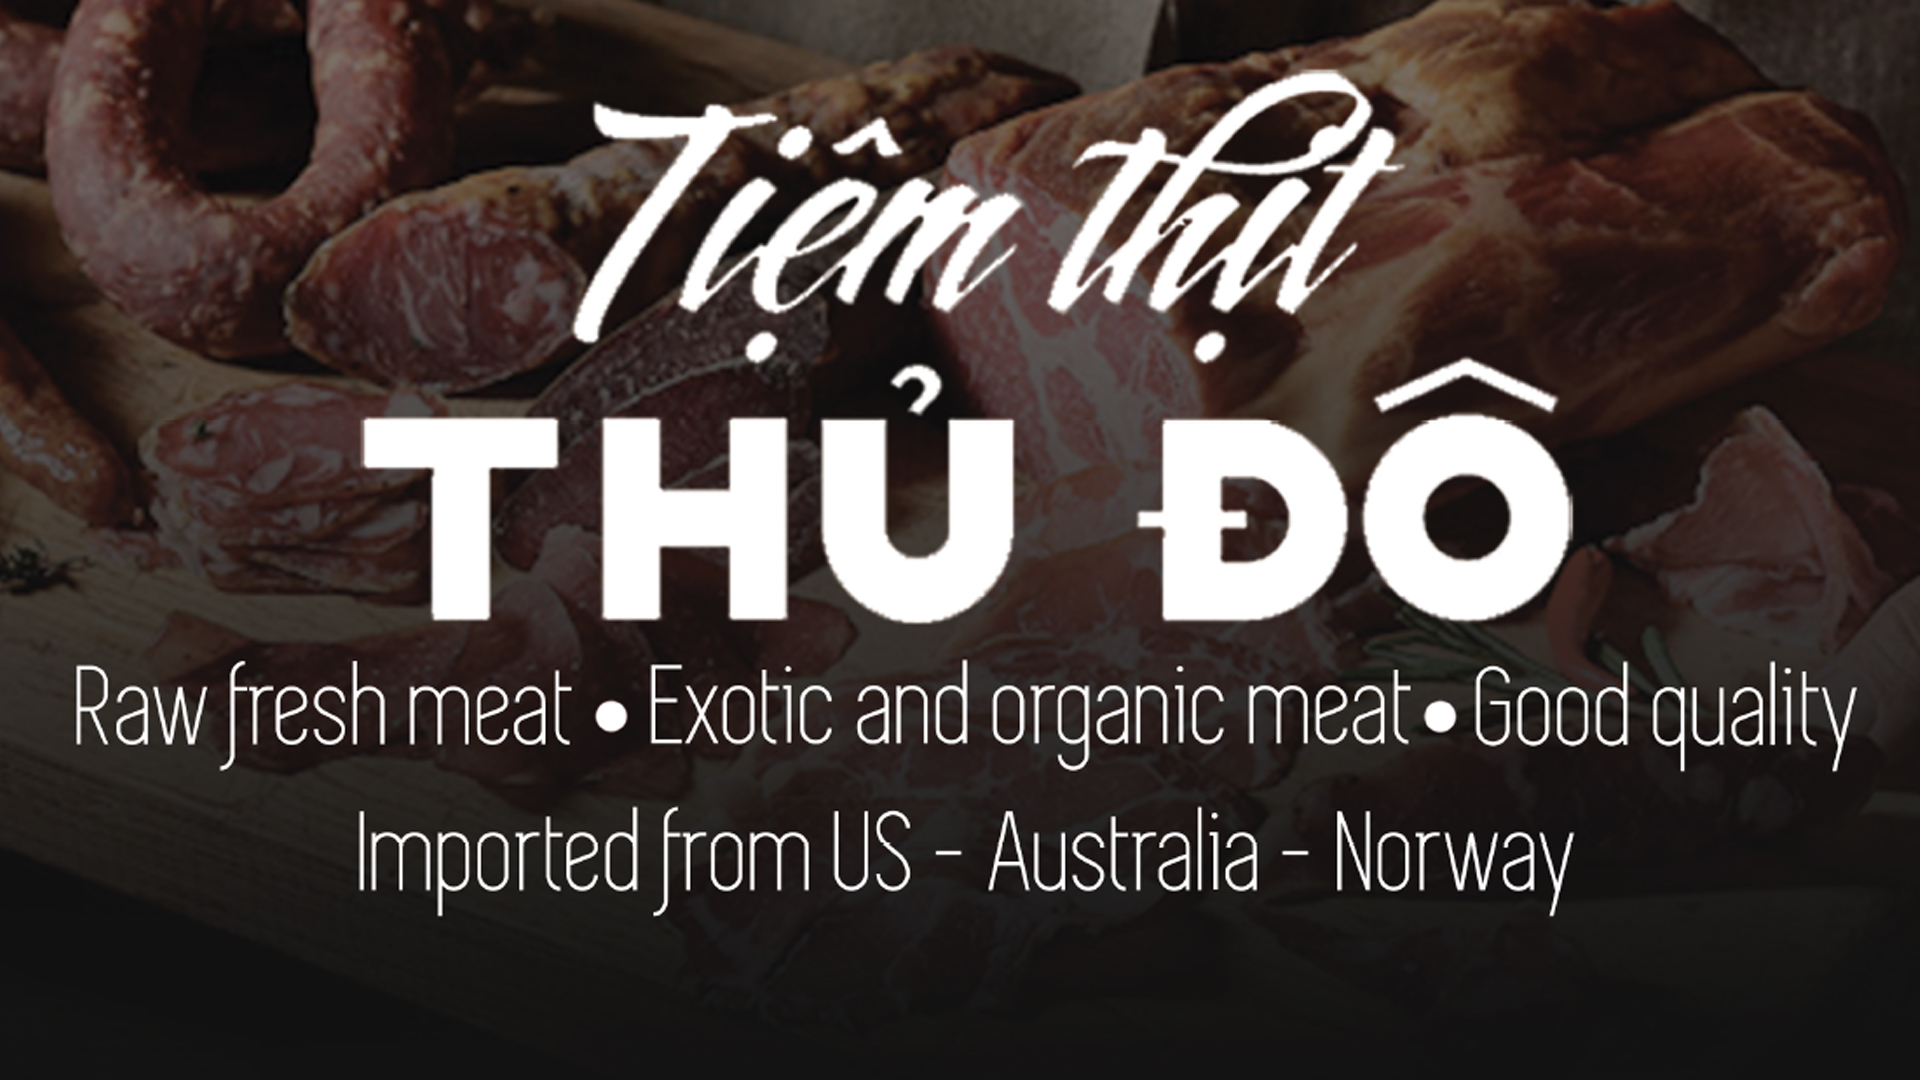 Tiệm thịt
THỦ ĐÔ
Raw fresh meat • Exotic and organic meat • Good quality
Imported from US - Australia - Norway